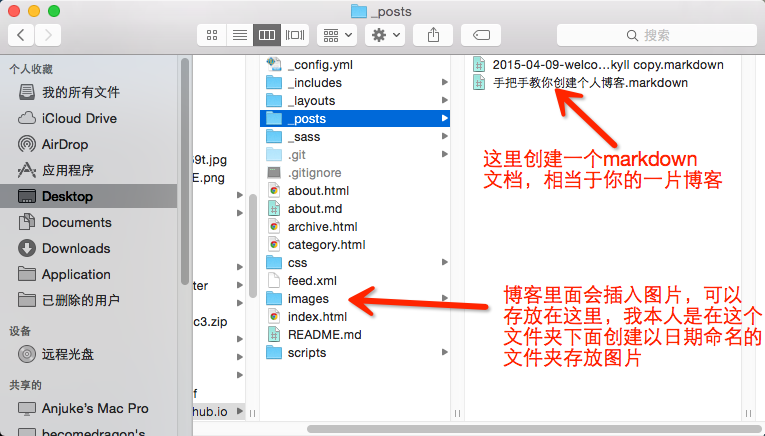 _posts
搜索
个人收藏
我的所有文件
iCloud Drive
AirDrop
应用程序
Desktop
Documents
Downloads
Application
已删除的用户
设备
远程光盘
共享的
Anjuke's Mac Pro
becomedragon's
39t.jpg
E.png
ter
c3.zip
f
hub.io
_config.yml
_includes
_layouts
_posts
_sass
.git
.gitignore
about.html
about.md
archive.html
category.html
css
feed.xml
images
index.html
README.md
scripts
2015-04-09-welco...kyll copy.markdown
手把手教你创建个人博客.markdown
这里创建一个markdown
文档，相当于你的一片博客
博客里面会插入图片，可以
存放在这里，我本人是在这个
文件夹下面创建以日期命名的
文件夹存放图片